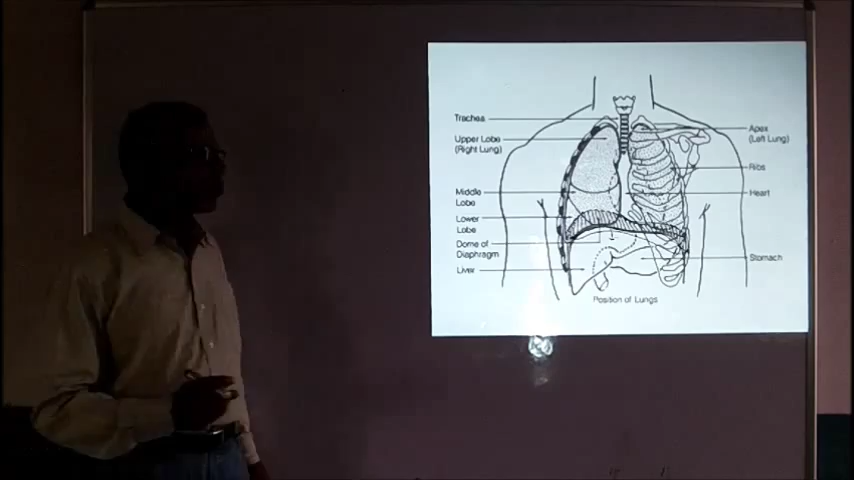 Trachea
Upper Lobe
(Right Lung)
Middle
Lobe
Lower
Lobe
Dome of
Diaphragm
Liver
Apex
(Left Lung)
Ribs
Heart
Stomach
Position of Lungs